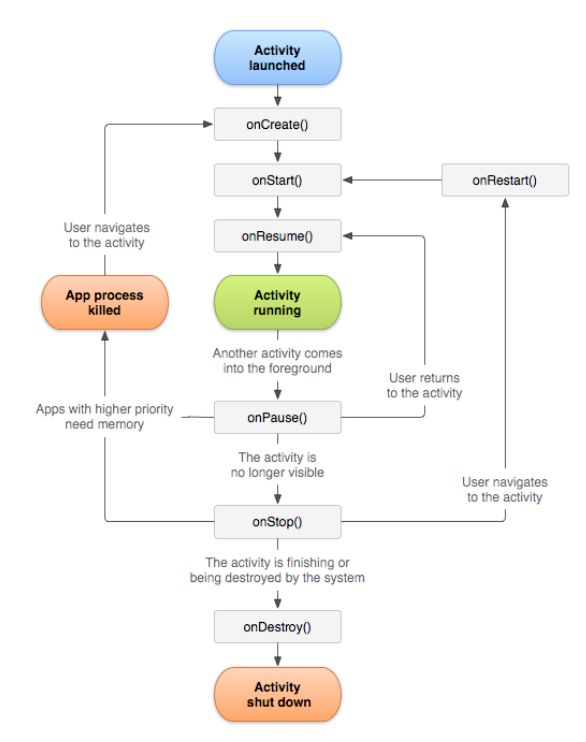 Activity
launched
onCreate()
onStart()
onRestart()
User navigates
to the activity
onResume()
App process
killed
Activity
running
Another activity comes
into the foreground
User returns
to the activity
Apps with higher priority
need memory
onPause()
The activity is
no longer visible
User navigates
to the activity
onStop()
The activity is finishing or
being destroyed by the system
onDestroy()
Activity
shut down